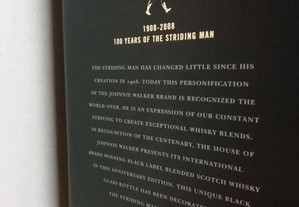 1908-2008
100 YEARS OF THE STRIDING MAN
THE STRIDING MAN HAS CHANGED LITTLE SINCE HIS
CREATION IN 1908. TODAY THIS PERSONIFICATION
OF THE JOHNNIE WALKER BRAND IS RECOGNIZED THE
WORLD OVER. HE IS AN EXPRESSION OF OUR CONSTANT
STRIVING TO CREATE EXCEPTIONAL WHISKY BLENDS.
IN RECOGNITION OF THE CENTENARY, THE HOUSE OF
JOHNNIE WALKER PRESENTS ITS INTERNATIONAL
AWARD WINNING BLACK LABEL BLENDED SCOTCH WHISKY
IN THIS ANNIVERSARY EDITION. THIS UNIQUE BLACK
GLASS BOTTLE HAS BEEN DECORATED
THE STRIDING MAN